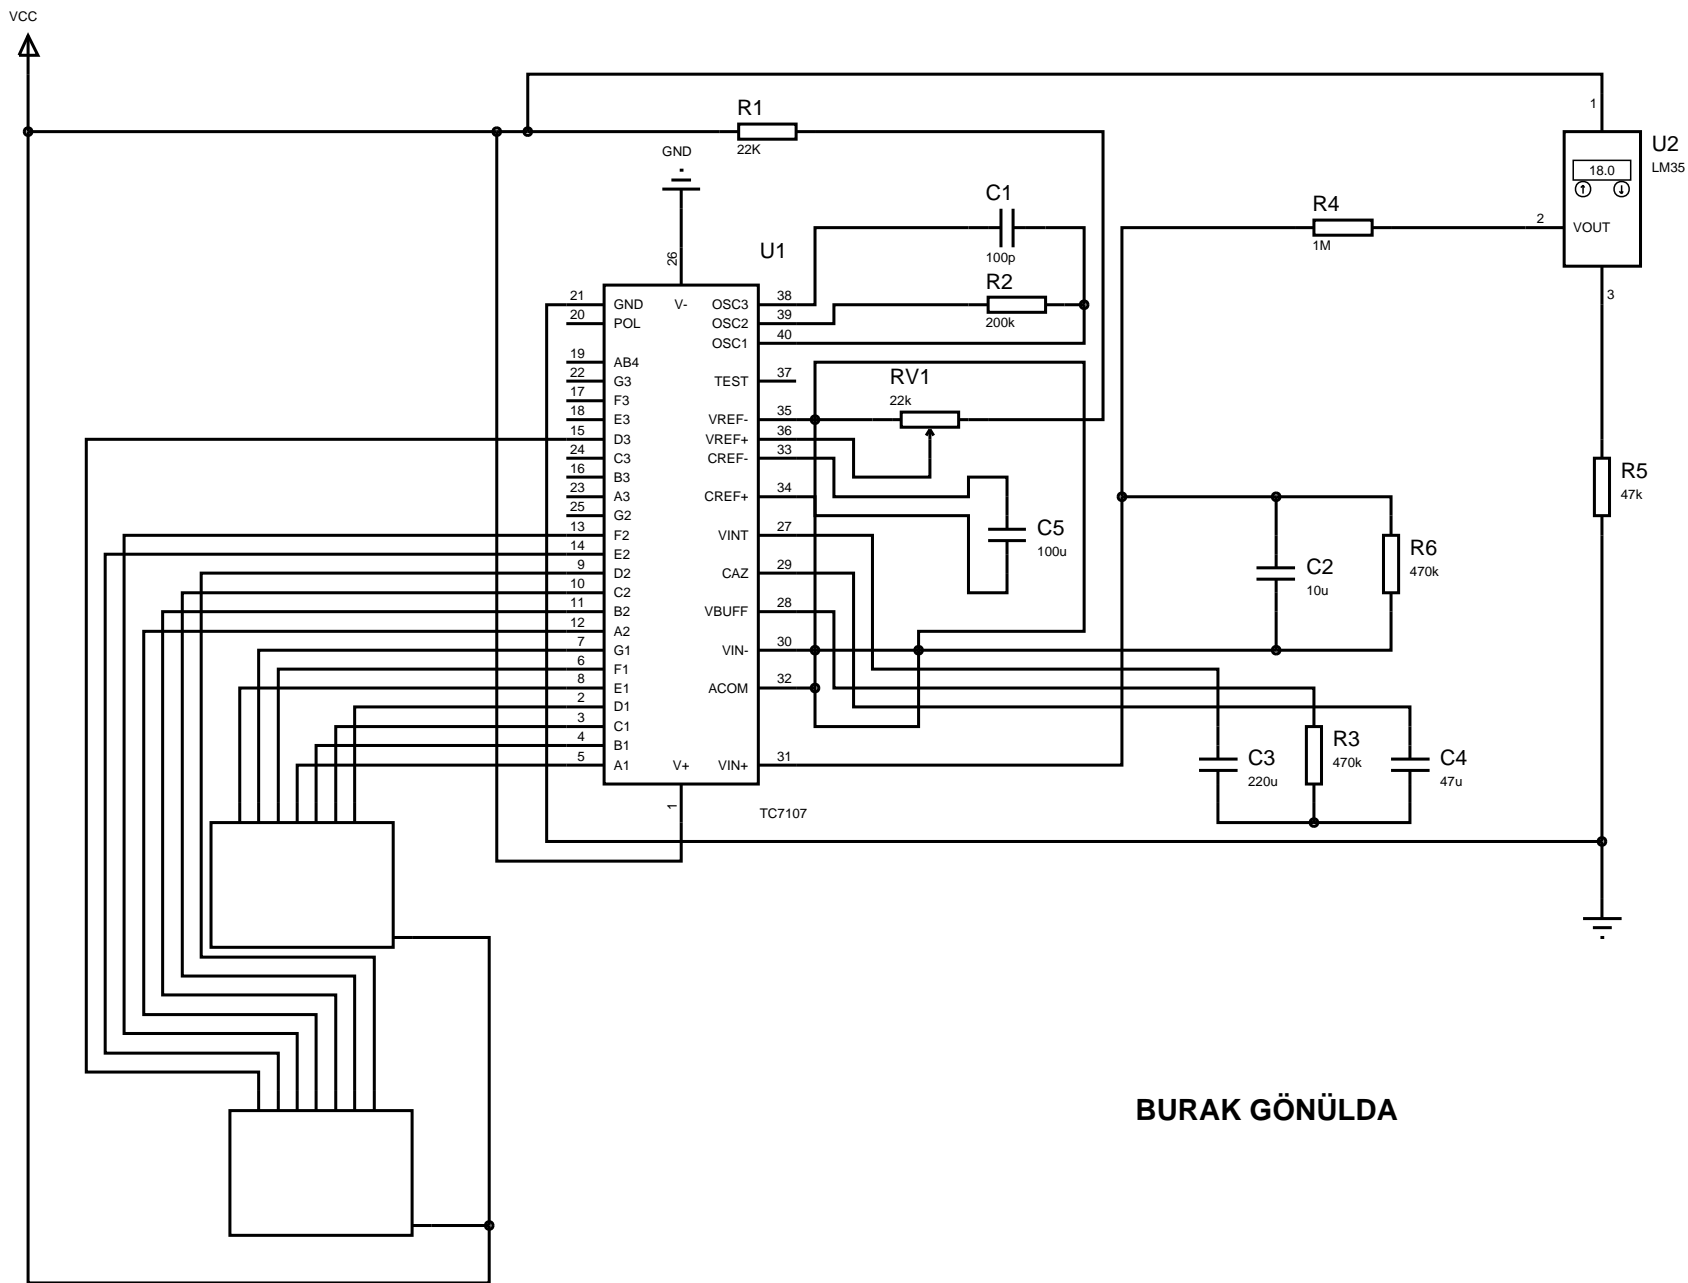 VCC
R1
22K
GND
26
U1
C1
100p
R2
200k
R4
1M
1
2
3
U2
LM35
18.0
VOUT
21 GND V- OSC3 38
20 POL OSC2 39
OSC1 40
19 AB4
22 G3 TEST 37
17 F3
18 E3 VREF- 35
15 D3 VREF+ 36
24 C3 CREF- 33
16 B3
23 A3 CREF+ 34
25 G2
13 F2 VINT 27
14 E2
9 D2 CAZ 29
10 C2
11 B2 VBUFF 28
12 A2
7 G1 VIN- 30
6 F1
8 E1 ACOM 32
2 D1
3 C1
4 B1
5 A1 V+ VIN+ 31
1
TC7107
RV1
22k
C5
100u
C2
10u
R6
470k
R5
47k
C3
220u
R3
470k
C4
47u
BURAK GÖNÜLDA